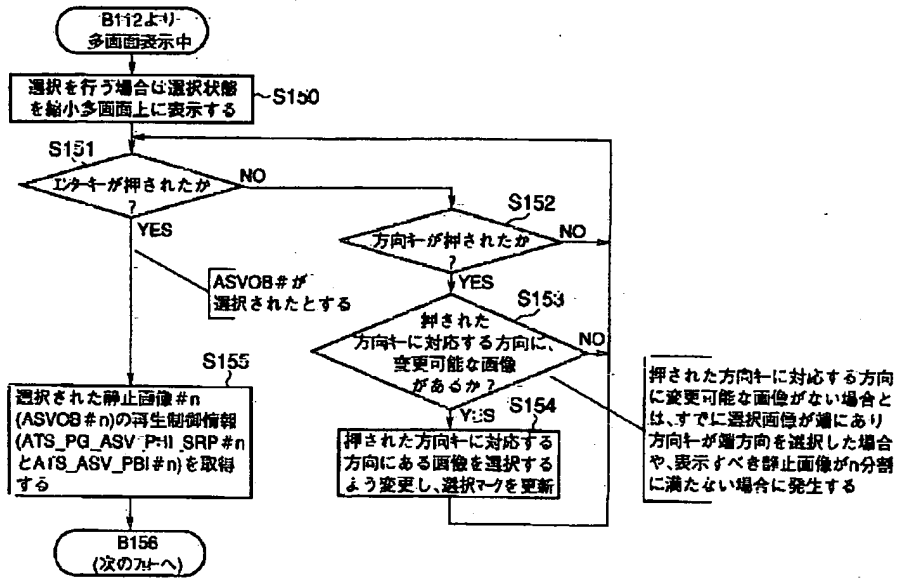 B112より
多画面表示中
選択を行う場合は選択状態
を縮小多画面上に表示する
S150
S151
エンターキーが押されたか
?
NO
YES
S152
方向キーが押されたか
?
NO
YES
ASVOB#が
選択されたとする
S153
押された
方向キーに対応する方向に、
変更可能な画像
があるか?
NO
YES
S154
押された方向キーに対応する
方向にある画像を選択する
よう変更し、選択マークを更新
押された方向キーに対応する方向
に変更可能な画像がない場合と
は、すでに選択画像が端にあり
方向キーが端方向を選択した場合
や、表示すべき静止画像がn分割
に満たない場合に発生する
S155
選択された静止画像#n
(ASVOB#n)の再生制御情報
(ATS_PG_ASV_PBI_SRP#n
とATS_ASV_PBI#n)を取得
する
B156
(次のフローへ)